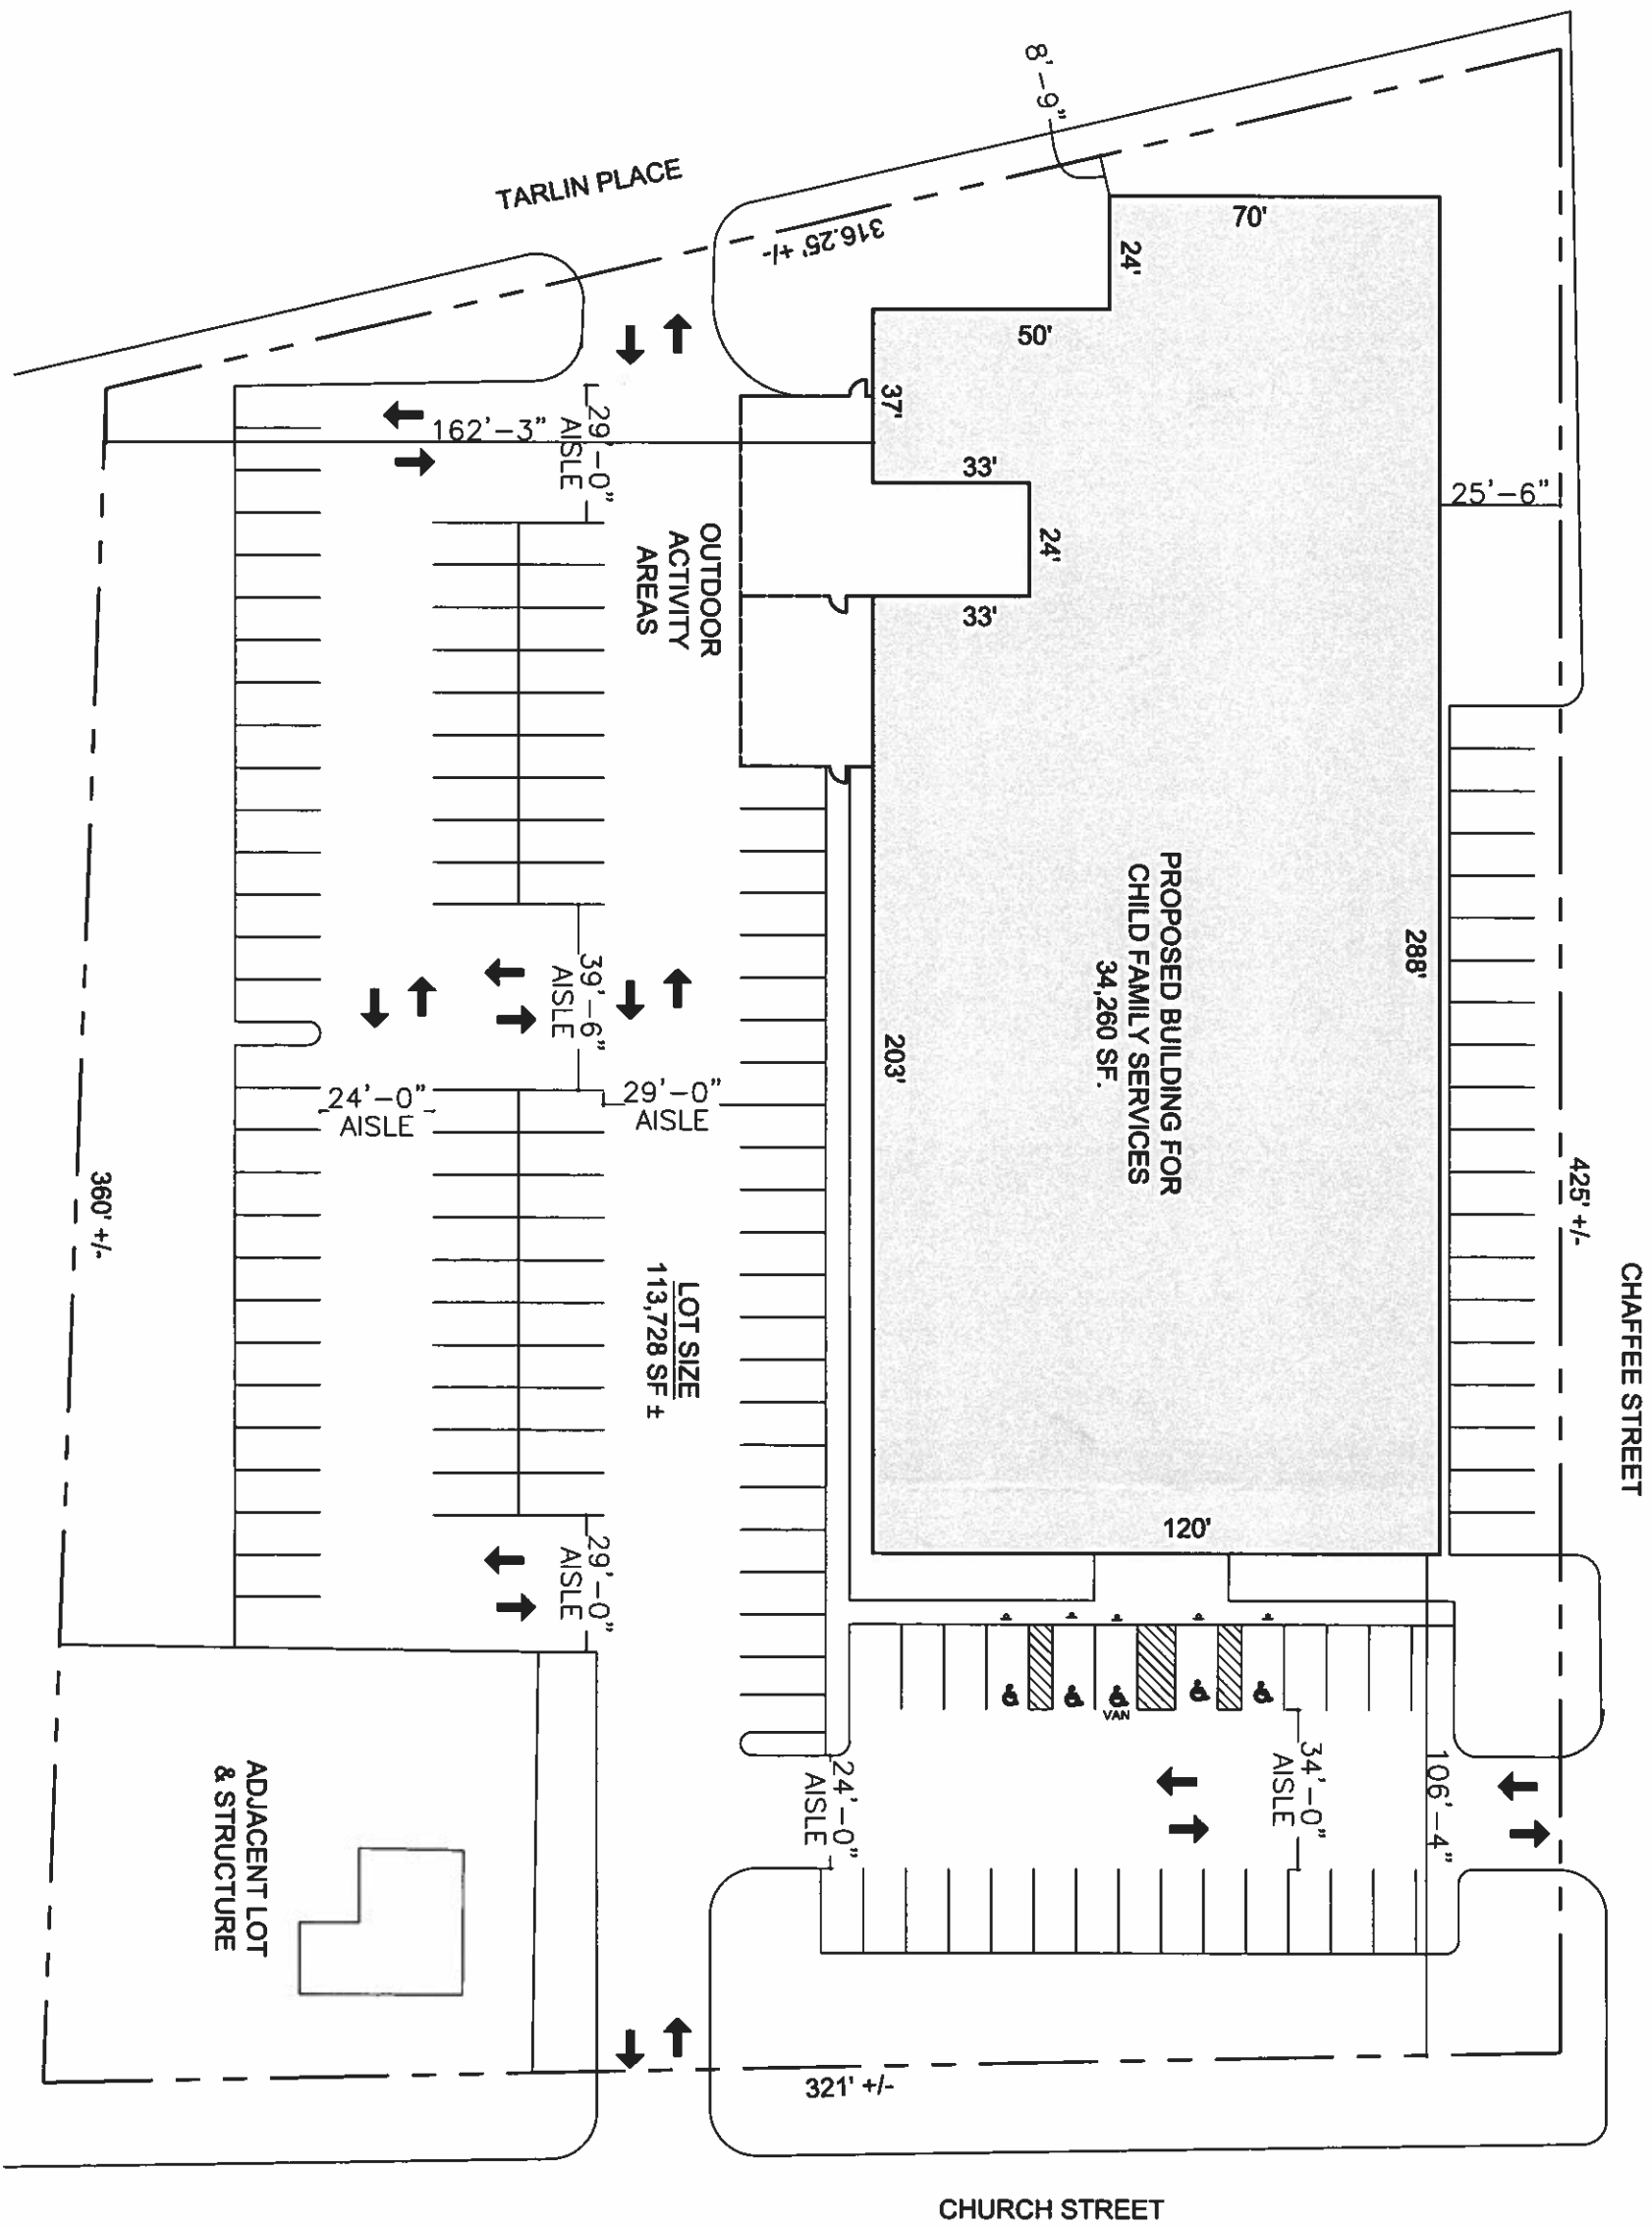 TARLIN PLACE
8'-9"
316.25' +/-
70'
24'
50'
37'
162'-3"
29'-0"
AISLE
33'
24'
33'
25'-6"
OUTDOOR
ACTIVITY
AREAS
PROPOSED BUILDING FOR
CHILD FAMILY SERVICES
34,260 SF.
288'
203'
39'-6"
AISLE
24'-0"
AISLE
29'-0"
AISLE
360' +/-
425' +/-
CHAFFEE STREET
LOT SIZE
113,728 SF ±
120'
29'-0"
AISLE
VAN
34'-0"
AISLE
106'-4"
24'-0"
AISLE
ADJACENT LOT
& STRUCTURE
321' +/-
CHURCH STREET